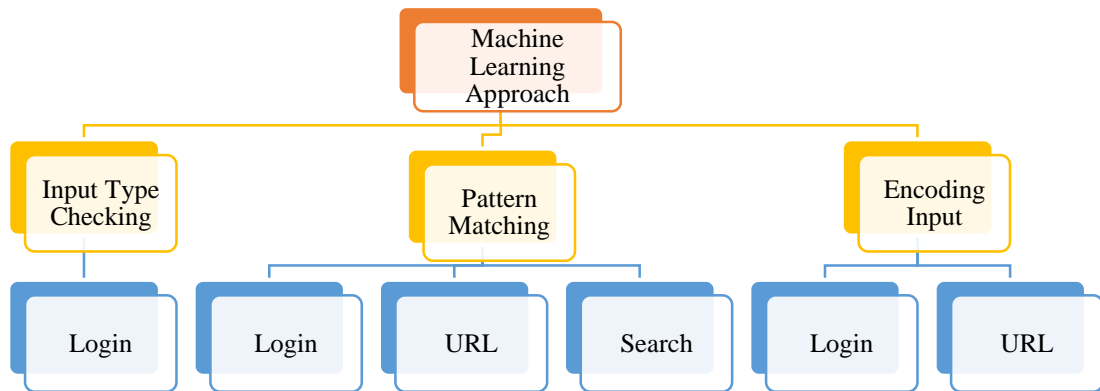 Machine
Learning
Approach
Input Type
Checking
Pattern
Matching
Encoding
Input
Login
Login
URL
Search
Login
URL